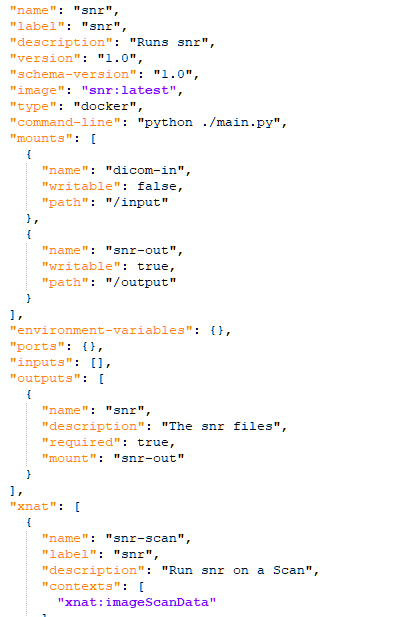 "name": "snr",
"label": "snr",
"description": "Runs snr",
"version": "1.0",
"schema-version": "1.0",
"image": "snr:latest",
"type": "docker",
"command-line": "python ./main.py",
"mounts": [
{
"name": "dicom-in",
"writable": false,
"path": "/input"
},
{
"name": "snr-out",
"writable": true,
"path": "/output"
}
],
"environment-variables": {},
"ports": {},
"inputs": [],
"outputs": [
{
"name": "snr",
"description": "The snr files",
"required": true,
"mount": "snr-out"
}
],
"xnat": [
{
"name": "snr-scan",
"label": "snr",
"description": "Run snr on a Scan",
"contexts": [
"xnat:imageScanData"